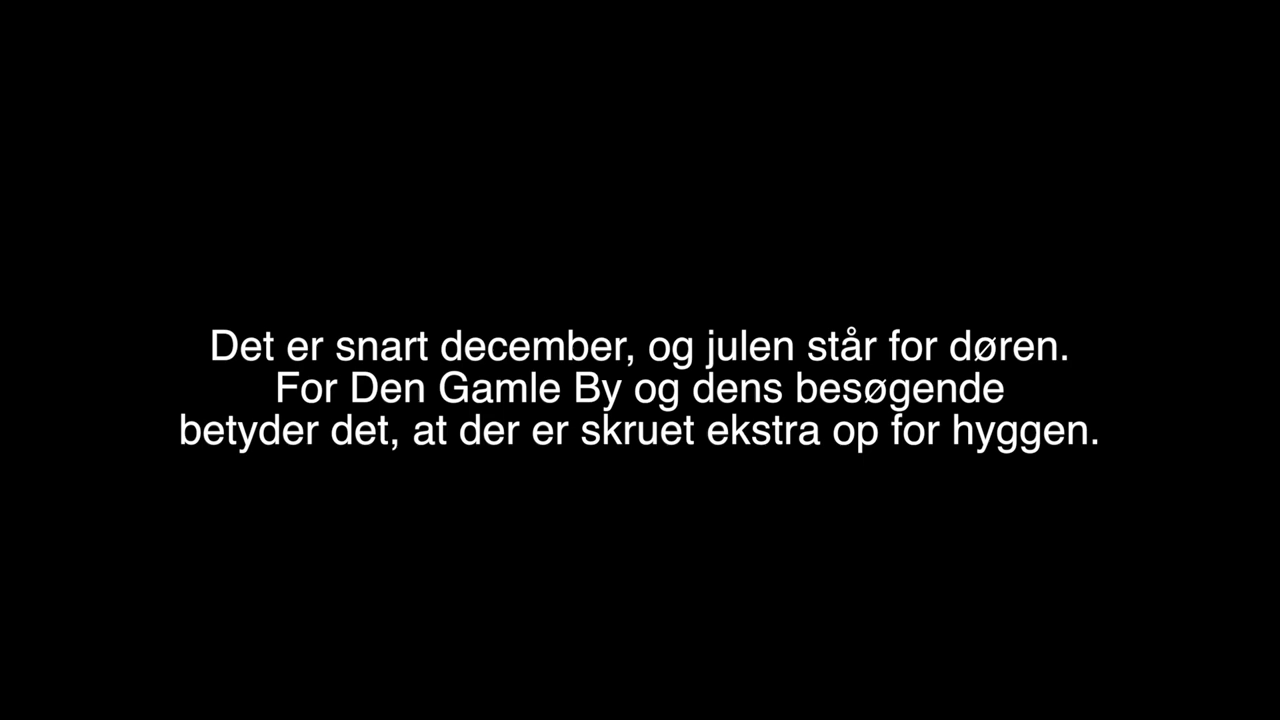 Det er snart december, og julen står for døren.
For Den Gamle By og dens besøgende
betyder det, at der er skruet ekstra op for hyggen.